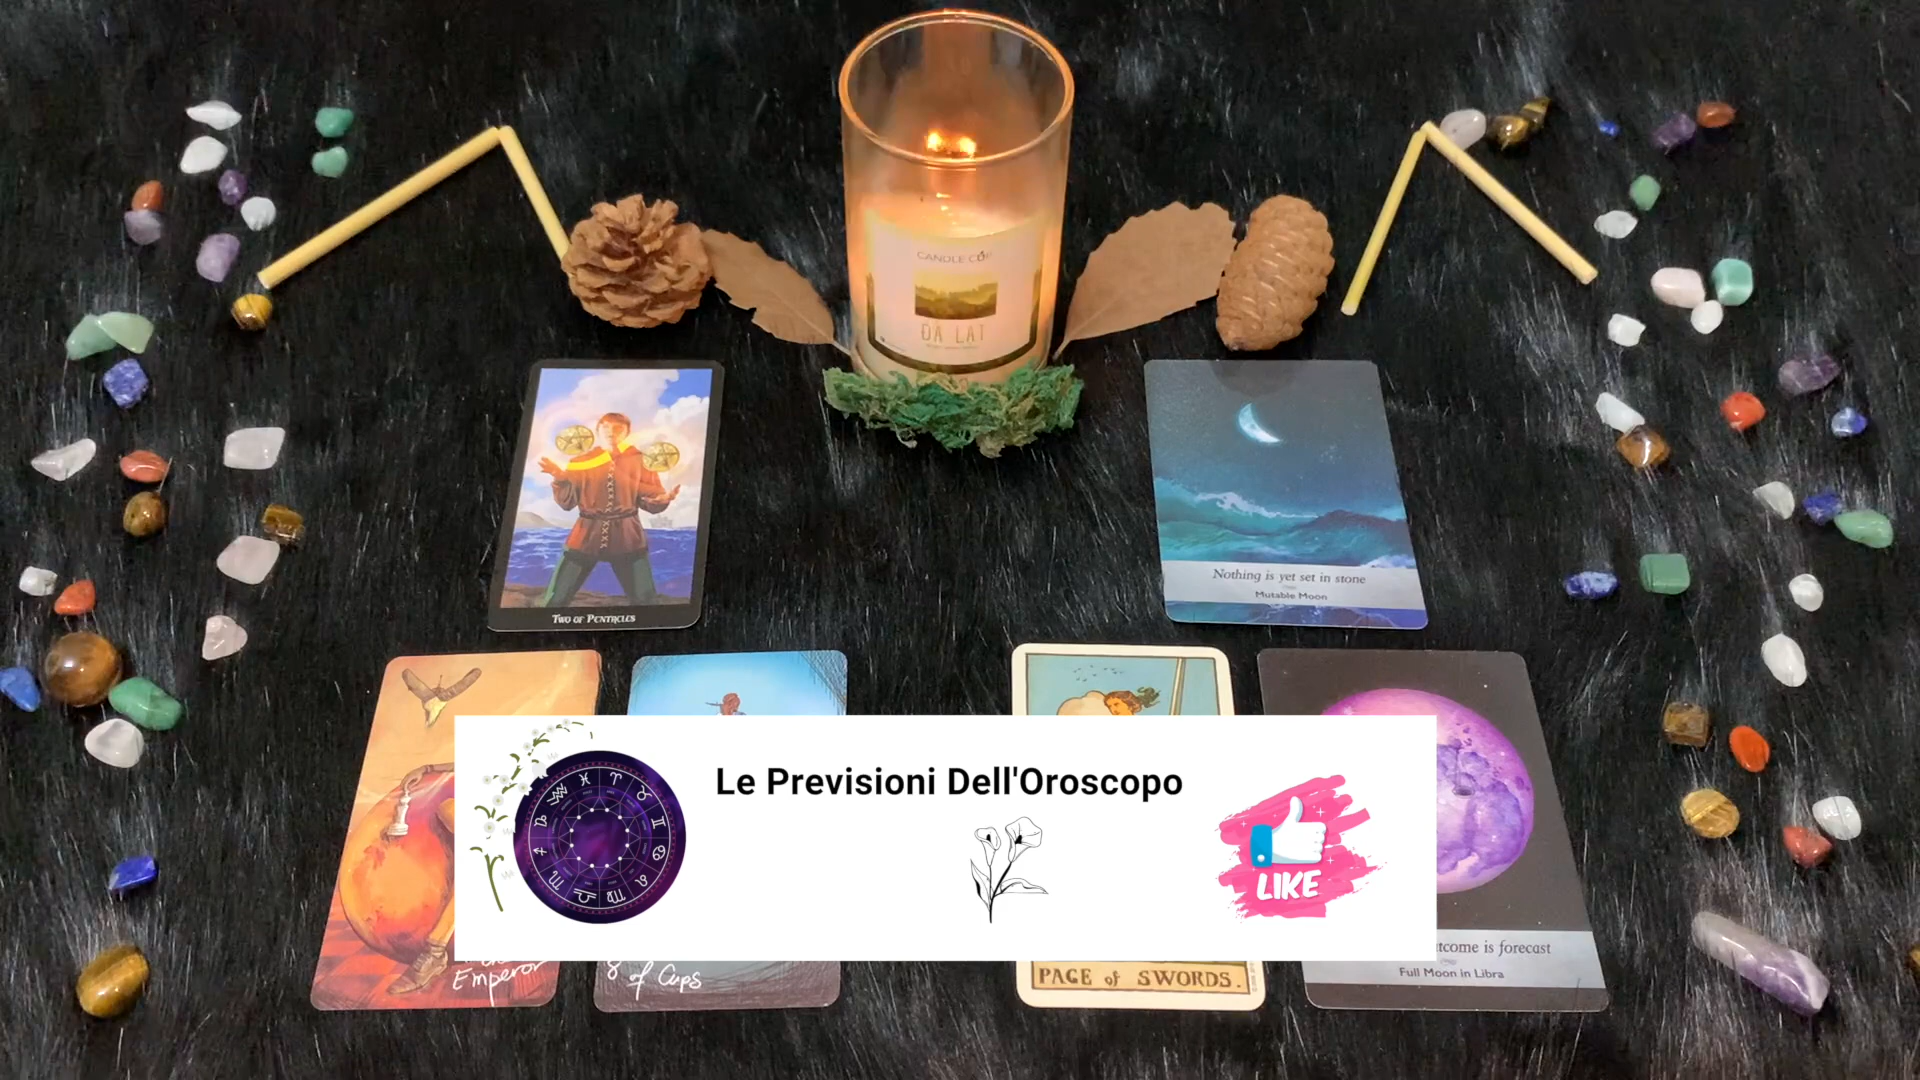 CANDLE CUP
ĐÀ LẠT
Two of Pentacles
Nothing is yet set in stone
Mutable Moon
Le Previsioni Dell'Oroscopo
LIKE
Emperor
8 of Cups
PAGE of SWORDS.
tcome is forecast
Full Moon in Libra